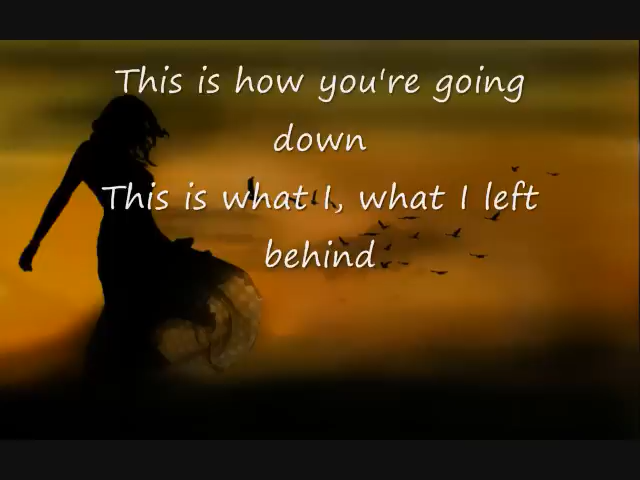 This is how you're going
down
This is what I, what I left
behind